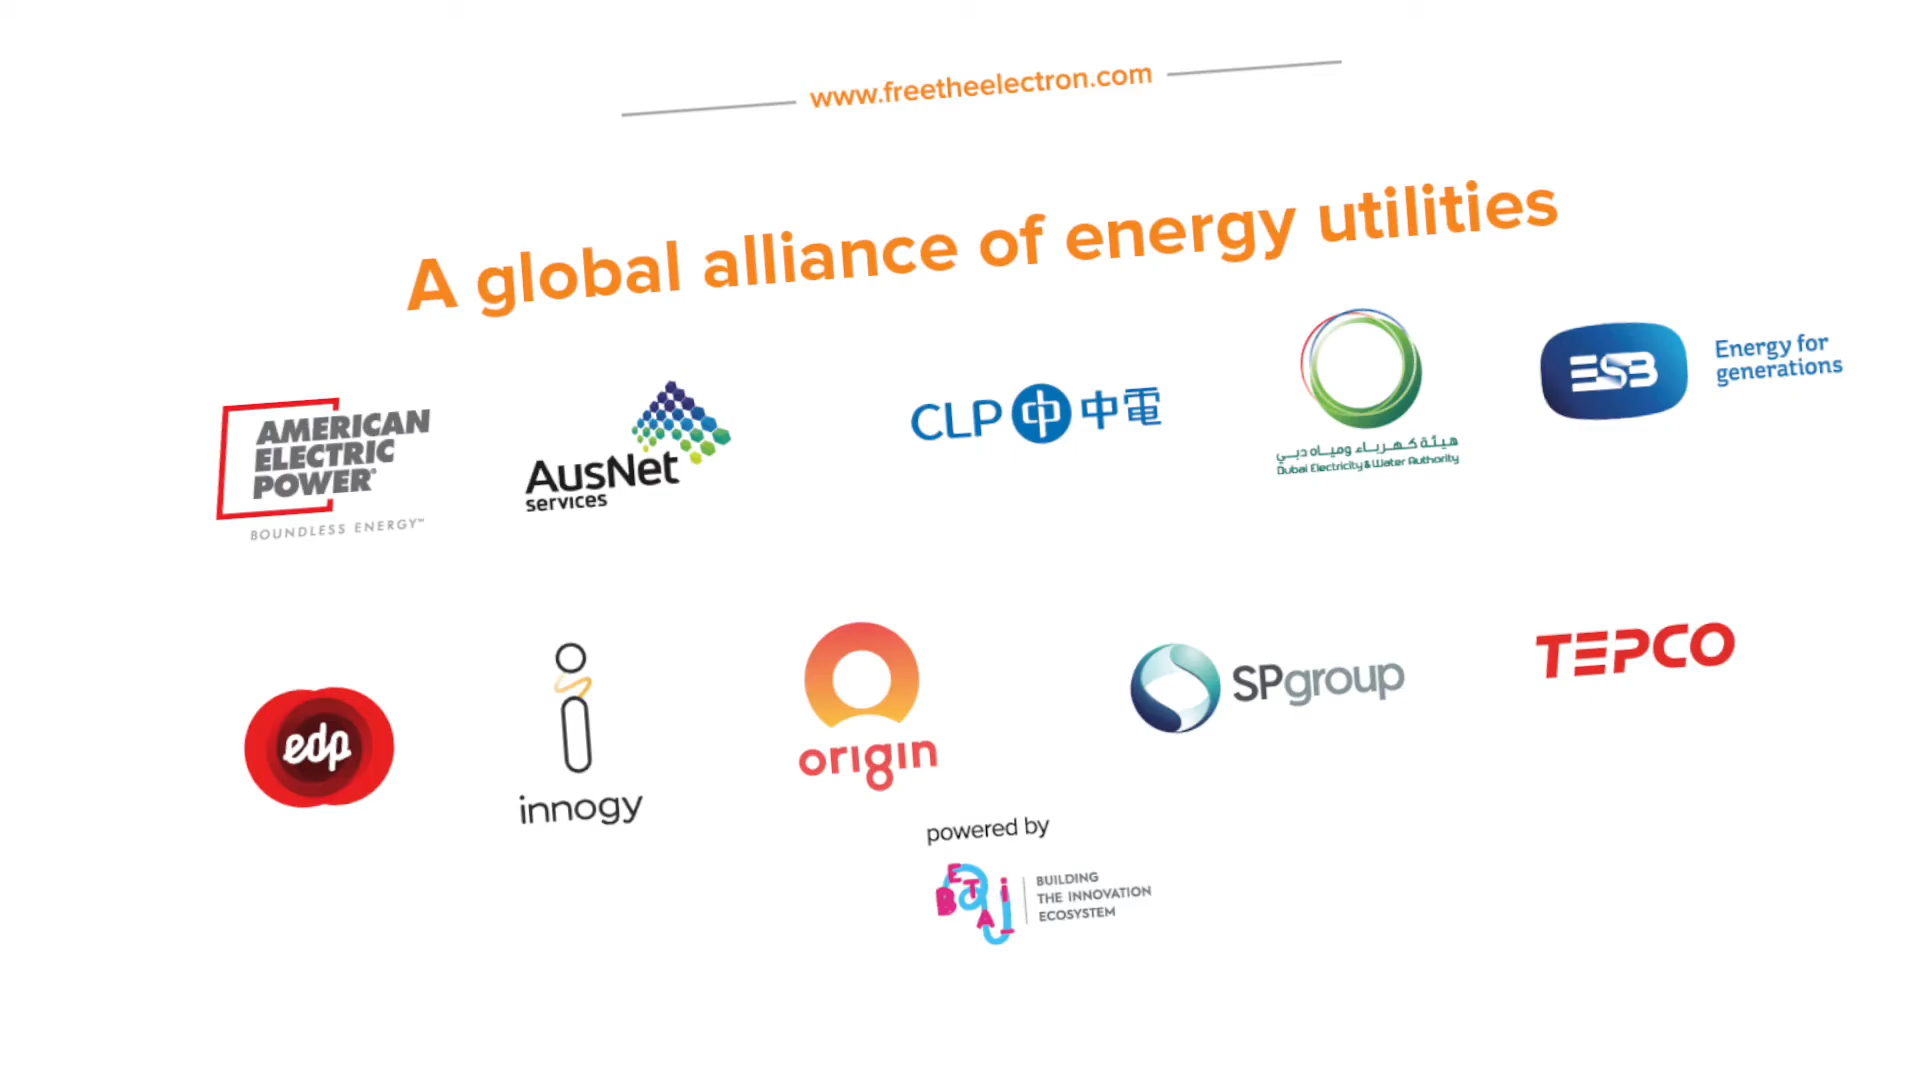 www.freetheelectron.com
A global alliance of energy utilities
AMERICAN
ELECTRIC
POWER®
BOUNDLESS ENERGY™
AusNet
services
CLP 中電
هيئة كهرباء ومياه دبي
Dubai Electricity & Water Authority
ESB
Energy for
generations
edp
innogy
origin
SPgroup
TEPCO
powered by
BETA i
BUILDING
THE INNOVATION
ECOSYSTEM